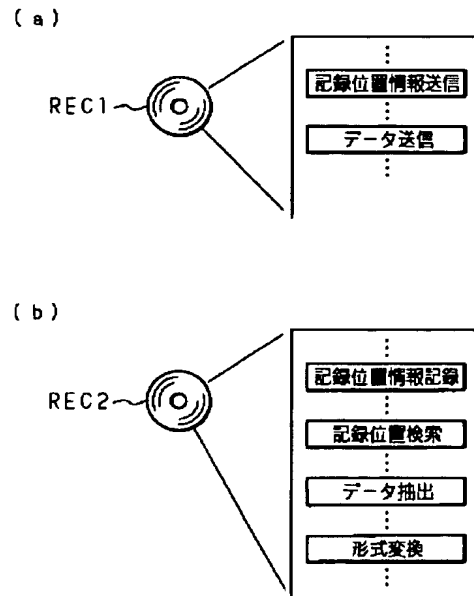 (a)
REC1
記録位置情報送信
データ送信
(b)
REC2
記録位置情報記録
記録位置検索
データ抽出
形式変換